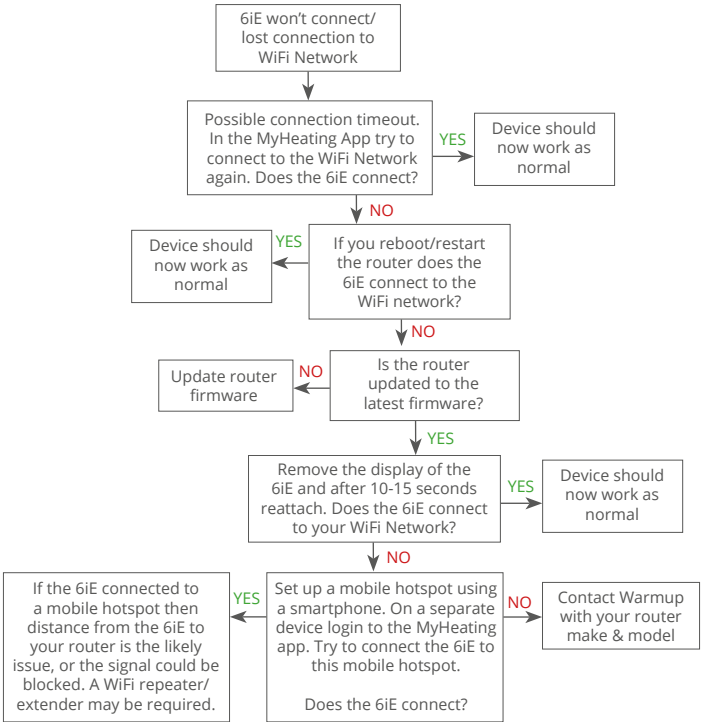 6iE won't connect/
lost connection to
WiFi Network
Possible connection timeout.
In the MyHeating App try to
connect to the WiFi Network
again. Does the 6iE connect?
YES
Device should
now work as
normal
NO
If you reboot/restart
the router does the
6iE connect to the
WiFi network?
YES
Device should
now work as
normal
NO
Is the router
updated to the
latest firmware?
NO
Update router
firmware
YES
Remove the display of the
6iE and after 10-15 seconds
reattach. Does the 6iE connect
to your WiFi Network?
YES
Device should
now work as
normal
NO
Set up a mobile hotspot using
a smartphone. On a separate
device login to the MyHeating
app. Try to connect the 6iE to
this mobile hotspot.
Does the 6iE connect?
YES
If the 6iE connected to
a mobile hotspot then
distance from the 6iE to
your router is the likely
issue, or the signal could be
blocked. A WiFi repeater/
extender may be required.
NO
Contact Warmup
with your router
make & model